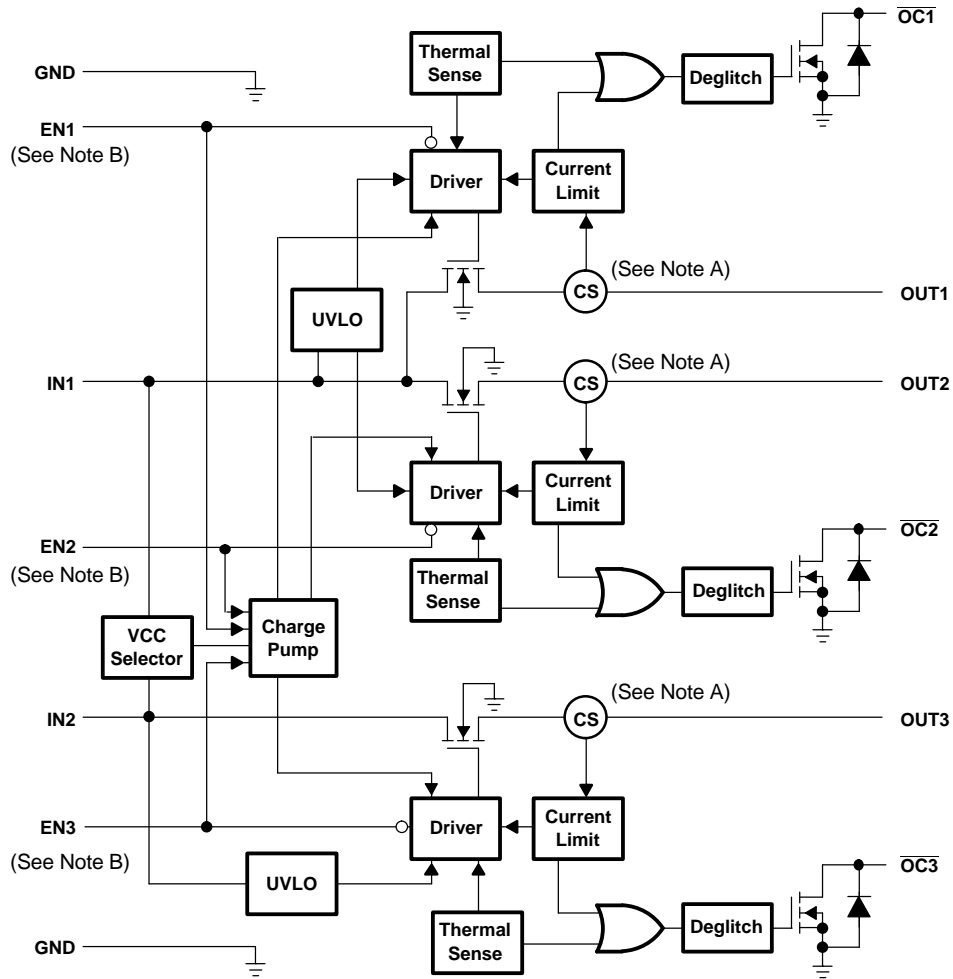 OC1
Thermal
Sense
GND
Deglitch
EN1
(See Note B)
Driver
Current
Limit
(See Note A)
CS
OUT1
UVLO
(See Note A)
IN1
CS
OUT2
Driver
Current
Limit
EN2
(See Note B)
OC2
Thermal
Sense
Deglitch
VCC
Selector
Charge
Pump
(See Note A)
IN2
CS
OUT3
EN3
(See Note B)
Driver
Current
Limit
OC3
UVLO
Thermal
Sense
Deglitch
GND